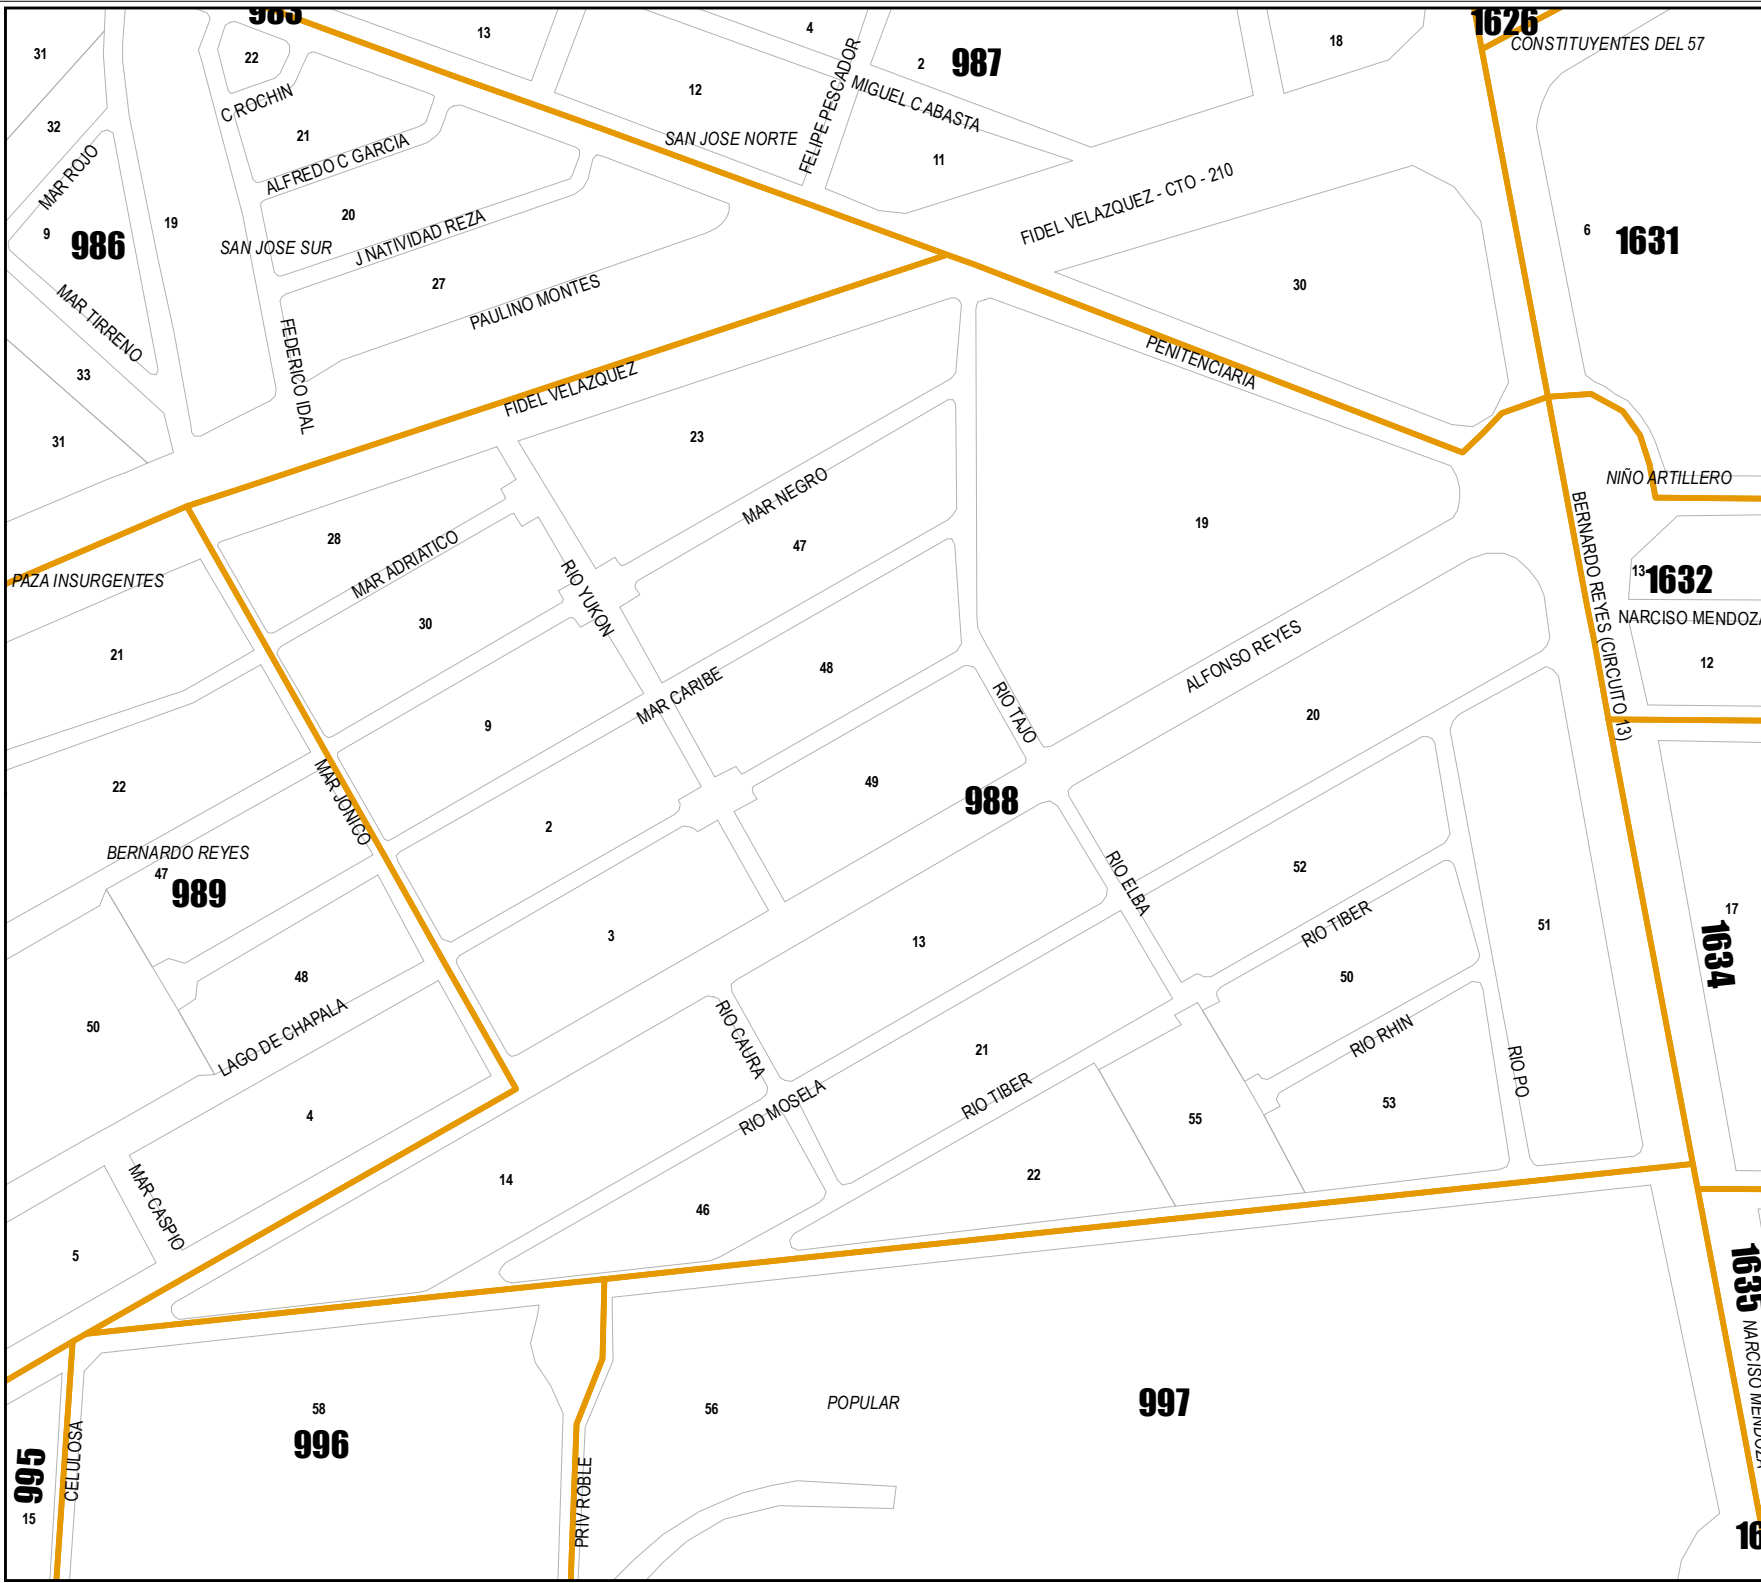 983
13
4
987
2
18
1626
CONSTITUYENTES DEL 57
31
22
C ROCHIN
12
FELIPE PESCADOR
MIGUEL C ABASTA
32
21
SAN JOSE NORTE
11
MAR ROJO
ALFREDO C GARCIA
FIDEL VELAZQUEZ - CTO - 210
9
986
19
20
SAN JOSE SUR
J NATIVIDAD REZA
6
1631
27
30
MAR TIRRENO
PAULINO MONTES
FEDERICO IDAL
PENITENCIARIA
33
FIDEL VELAZQUEZ
31
23
NIÑO ARTILLERO
MAR NEGRO
28
MAR ADRIATICO
47
19
BERNARDO REYES (CIRCUITO 13)
PAZA INSURGENTES
RIO YUKON
13
1632
NARCISO MENDOZA
30
21
48
ALFONSO REYES
12
MAR CARIBE
RIO TAJO
9
20
22
MAR JONICO
49
988
2
BERNARDO REYES
47
989
RIO ELBA
52
17
3
13
RIO TIBER
51
1634
48
50
50
LAGO DE CHAPALA
RIO CAURA
21
RIO RHIN
RIO PO
4
RIO MOSELA
RIO TIBER
55
53
MAR CASPIO
14
22
46
5
1635
NARCISO MENDOZA
58
996
56
POPULAR
997
995
CELULOSA
PRIV ROBLE
15
16